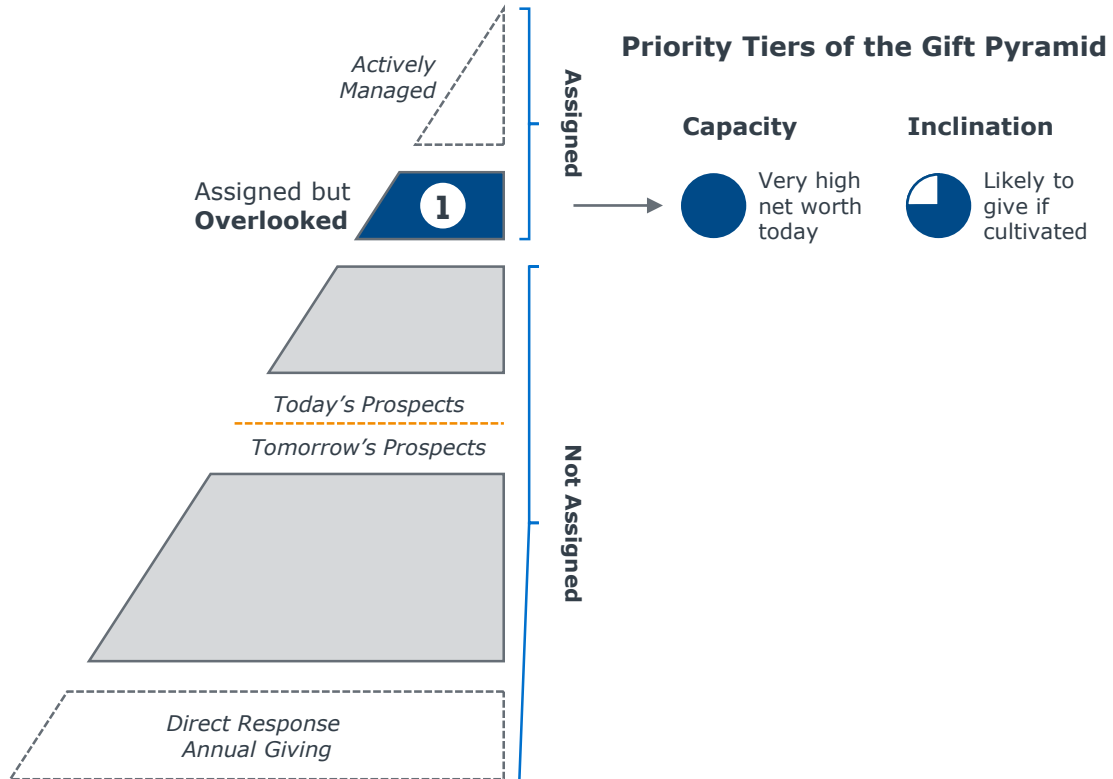 Priority Tiers of the Gift Pyramid
Actively
Managed
Assigned
Capacity
Inclination
Assigned but
Overlooked
1
Very high
net worth
today
Likely to
give if
cultivated
Today's Prospects
Tomorrow's Prospects
Not Assigned
Direct Response
Annual Giving